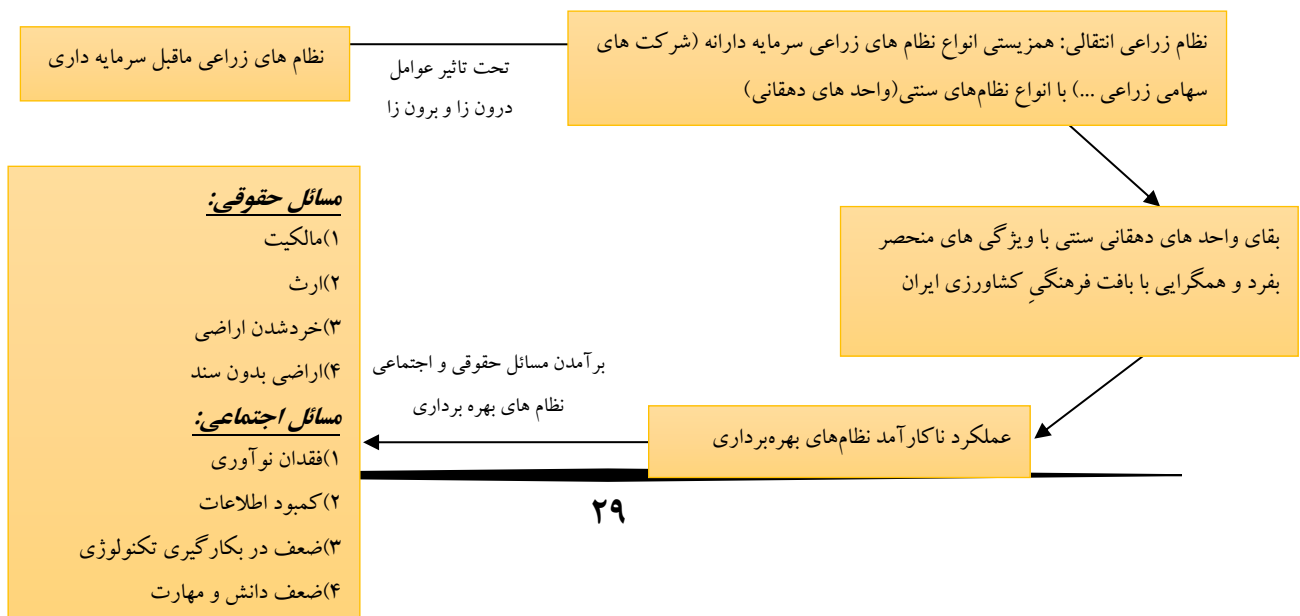 نظام های زراعی ماقبل سرمایه داری
تحت تاثیر عوامل
درون زا و برون زا
نظام زراعی انتقالی: همزیستی انواع نظام های زراعی سرمایه دارانه (شرکت های
سهامی زراعی ...) با انواع نظام‌های سنتی(واحد های دهقانی)
بقای واحد های دهقانی سنتی با ویژگی های منحصر
بفرد و همگرایی با بافت فرهنگیِ کشاورزی ایران
عملکرد ناکارآمد نظام‌های بهره‌برداری
برآمدن مسائل حقوقی و اجتماعی
نظام های بهره برداری
مسائل حقوقی:
۱)مالکیت
۲)ارث
۳)خردشدن اراضی
۴)اراضی بدون سند
مسائل اجتماعی:
۱)فقدان نوآوری
۲)کمبود اطلاعات
۳)ضعف در بکارگیری تکنولوژی
۴)ضعف دانش و مهارت
۲۹